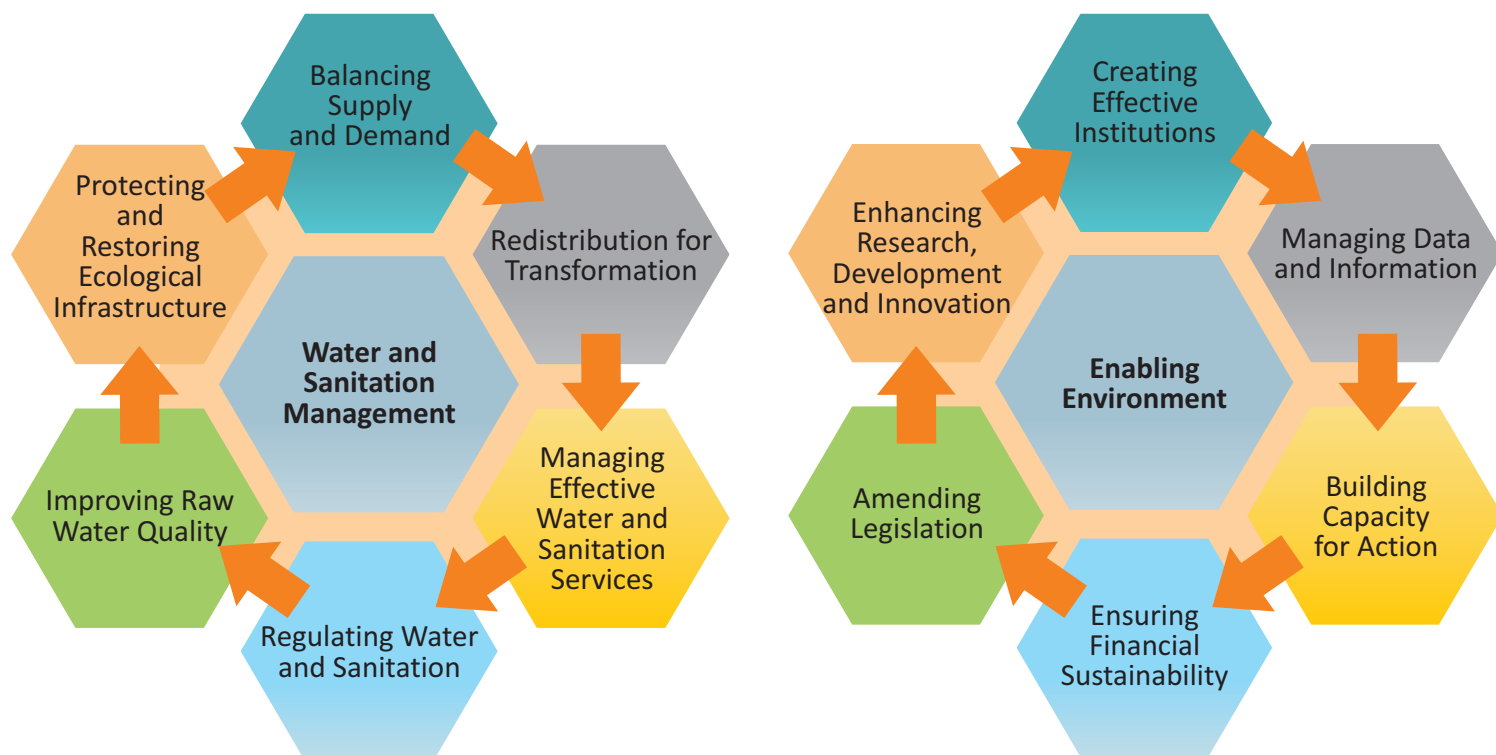 Balancing
Supply
and Demand
Redistribution for
Transformation
Managing
Effective
Water and
Sanitation
Services
Regulating Water
and Sanitation
Improving Raw
Water Quality
Protecting
and
Restoring
Ecological
Infrastructure
Water and
Sanitation
Management
Creating
Effective
Institutions
Managing Data
and Information
Building
Capacity
for Action
Ensuring
Financial
Sustainability
Amending
Legislation
Enhancing
Research,
Development
and Innovation
Enabling
Environment